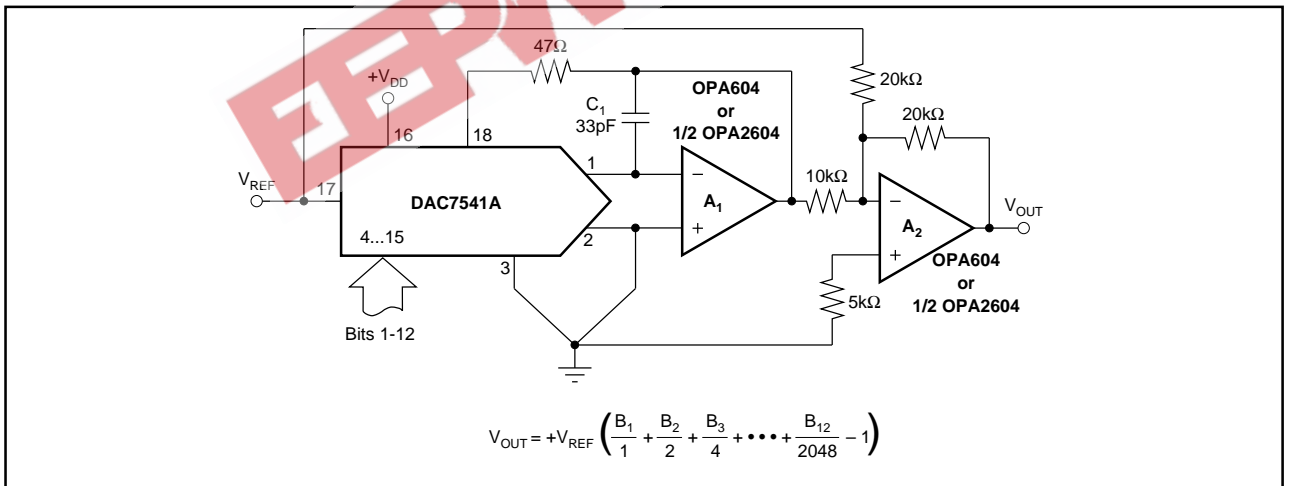 47Ω
+V_DD
20kΩ
OPA604
or
1/2 OPA2604
C₁
33pF
20kΩ
16
18
1
10kΩ
V_REF
17
DAC7541A
−
A₁
+
−
A₂
+
V_OUT
2
4...15
3
OPA604
or
1/2 OPA2604
5kΩ
Bits 1-12
V_OUT = +V_REF (B₁/1 + B₂/2 + B₃/4 + ••• + B₁₂/2048 − 1)